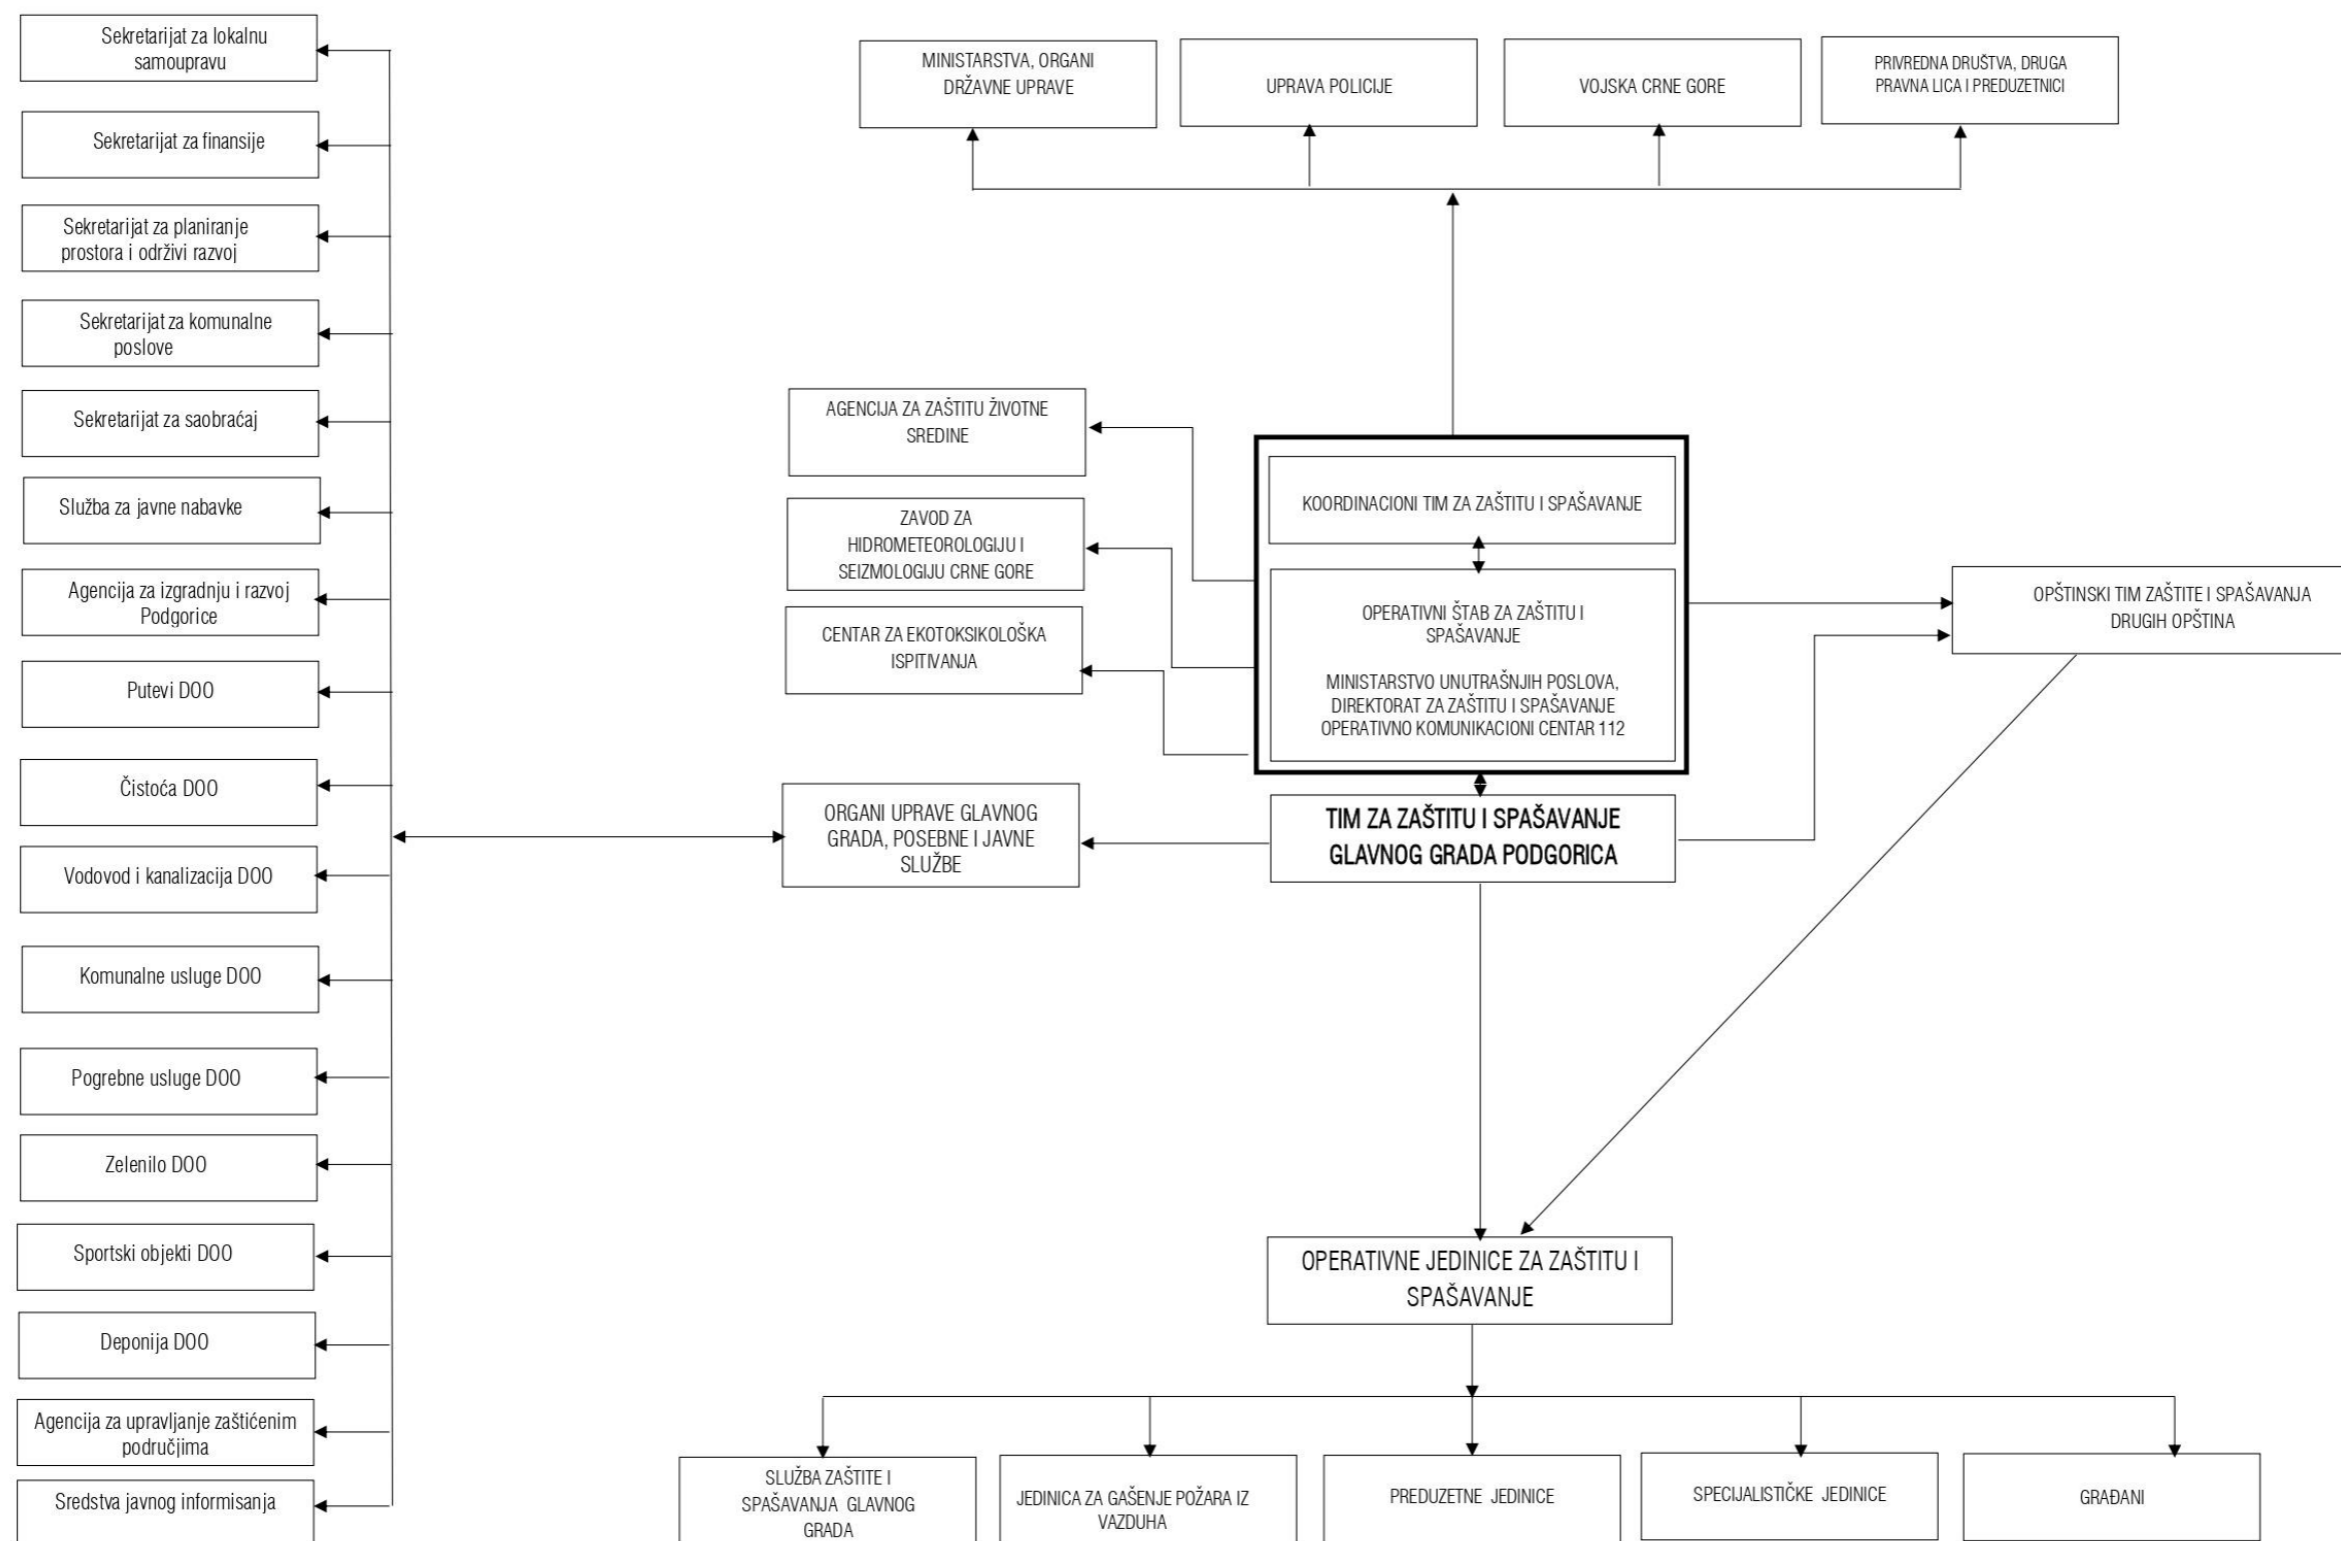 Sekretarijat za lokalnu
samoupravu
Sekretarijat za finansije
Sekretarijat za planiranje
prostora i održivi razvoj
Sekretarijat za komunalne
poslove
Sekretarijat za saobraćaj
Služba za javne nabavke
Agencija za izgradnju i razvoj
Podgorice
Putevi DOO
Čistoća DOO
Vodovod i kanalizacija DOO
Komunalne usluge DOO
Pogrebne usluge DOO
Zelenilo DOO
Sportski objekti DOO
Deponija DOO
Agencija za upravljanje zaštićenim
područjima
Sredstva javnog informisanja
MINISTARSTVA, ORGANI
DRŽAVNE UPRAVE
UPRAVA POLICIJE
VOJSKA CRNE GORE
PRIVREDNA DRUŠTVA, DRUGA
PRAVNA LICA I PREDUZETNICI
AGENCIJA ZA ZAŠTITU ŽIVOTNE
SREDINE
ZAVOD ZA
HIDROMETEOROLOGIJU I
SEIZMOLOGIJU CRNE GORE
CENTAR ZA EKOTOKSIKOLOŠKA
ISPITIVANJA
ORGANI UPRAVE GLAVNOG
GRADA, POSEBNE I JAVNE
SLUŽBE
KOORDINACIONI TIM ZA ZAŠTITU I SPAŠAVANJE
OPERATIVNI ŠTAB ZA ZAŠTITU I
SPAŠAVANJE
MINISTARSTVO UNUTRAŠNJIH POSLOVA,
DIREKTORAT ZA ZAŠTITU I SPAŠAVANJE
OPERATIVNO KOMUNIKACIONI CENTAR 112
TIM ZA ZAŠTITU I SPAŠAVANJE
GLAVNOG GRADA PODGORICA
OPŠTINSKI TIM ZAŠTITE I SPAŠAVANJA
DRUGIH OPŠTINA
OPERATIVNE JEDINICE ZA ZAŠTITU I
SPAŠAVANJE
SLUŽBA ZAŠTITE I
SPAŠAVANJA GLAVNOG
GRADA
JEDINICA ZA GAŠENJE POŽARA IZ
VAZDUHA
PREDUZETNE JEDINICE
SPECIJALISTIČKE JEDINICE
GRAĐANI